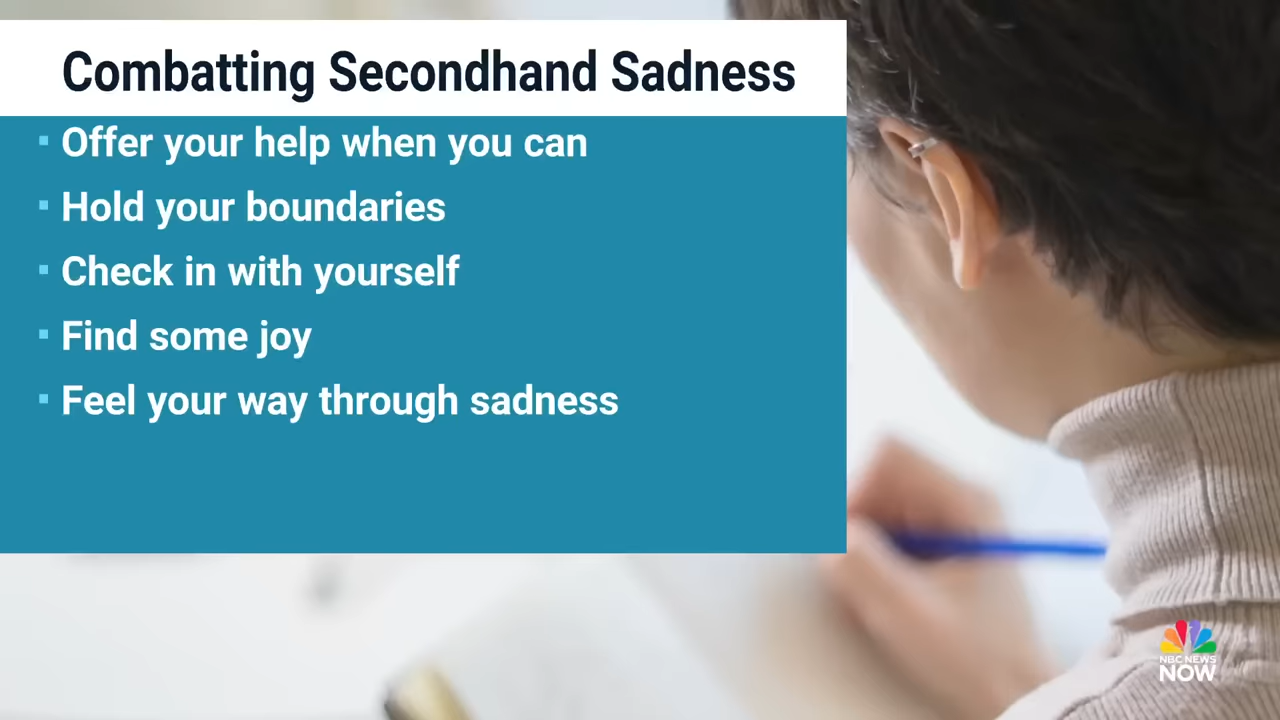 Combatting Secondhand Sadness
Offer your help when you can
Hold your boundaries
Check in with yourself
Find some joy
Feel your way through sadness
NBC NEWS
NOW